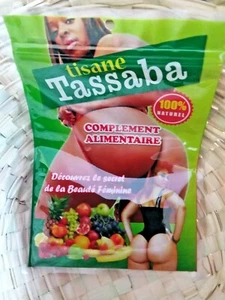 tisane
Tassaba
100%
NATUREL
COMPLEMENT
ALIMENTAIRE
Découvrez le secret
de la Beauté Féminine